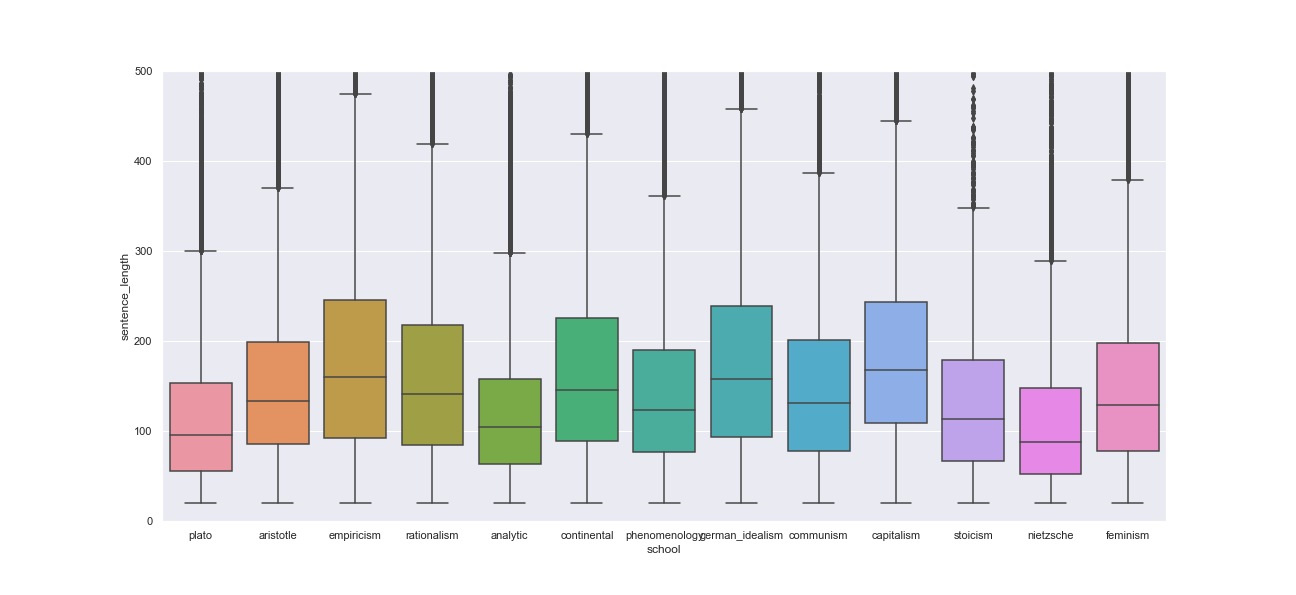 500
400
300
200
100
0
sentence_length
plato aristotle empiricism rationalism analytic continental phenomenology german_idealism communism capitalism stoicism nietzsche feminism
school